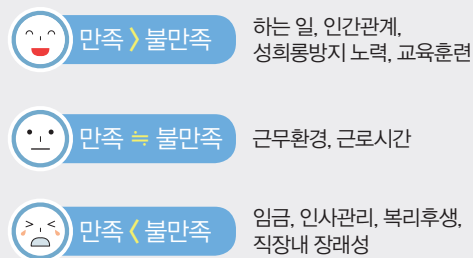 만족 > 불만족
하는 일, 인간관계,
성희롱방지 노력, 교육훈련
만족 ≒ 불만족
근무환경, 근로시간
만족 < 불만족
임금, 인사관리, 복리후생,
직장내 장래성